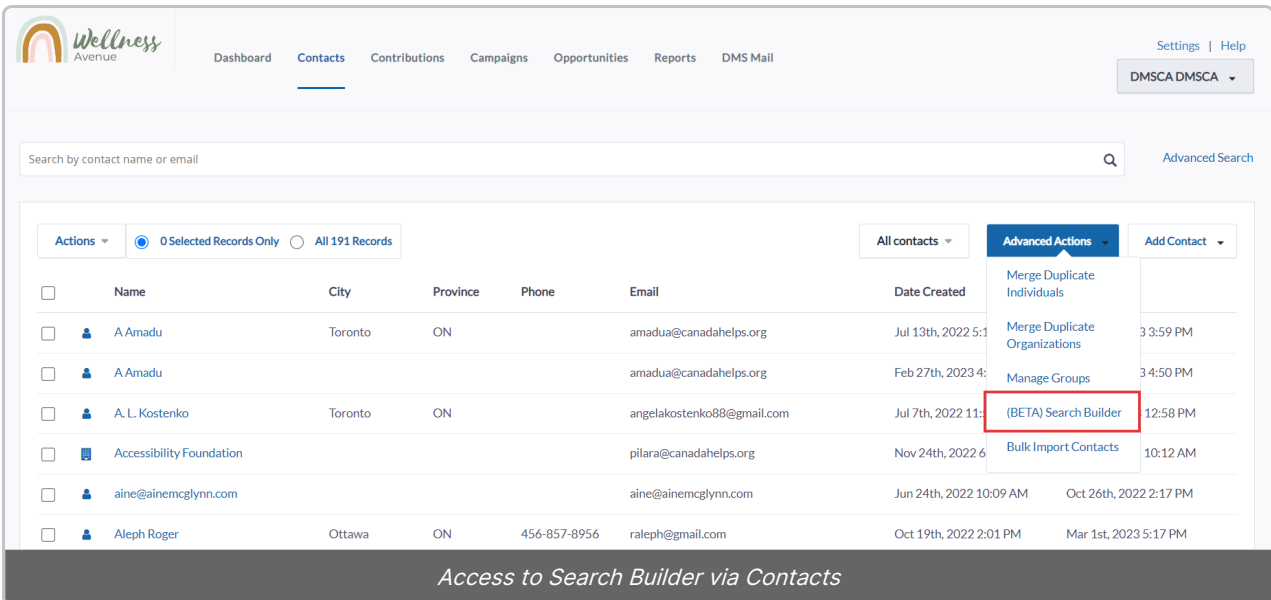 Wellness
Avenue
Dashboard Contacts Contributions Campaigns Opportunities Reports DMS Mail
Settings | Help
DMSCA DMSCA
Search by contact name or email
Advanced Search
Actions 0 Selected Records Only All 191 Records All contacts Advanced Actions Add Contact
Merge Duplicate
Individuals
Merge Duplicate
Organizations
Manage Groups
(BETA) Search Builder
Bulk Import Contacts
Name City Province Phone Email Date Created
A Amadu Toronto ON amadua@canadahelps.org Jul 13th, 2022 5:1 3 3:59 PM
A Amadu amadua@canadahelps.org Feb 27th, 2023 4: 3 4:50 PM
A. L. Kostenko Toronto ON angelakostenko88@gmail.com Jul 7th, 2022 11: 12:58 PM
Accessibility Foundation pilara@canadahelps.org Nov 24th, 2022 6 10:12 AM
aine@ainemcglynn.com aine@ainemcglynn.com Jun 24th, 2022 10:09 AM Oct 26th, 2022 2:17 PM
Aleph Roger Ottawa ON 456-857-8956 raleph@gmail.com Oct 19th, 2022 2:01 PM Mar 1st, 2023 5:17 PM
Access to Search Builder via Contacts